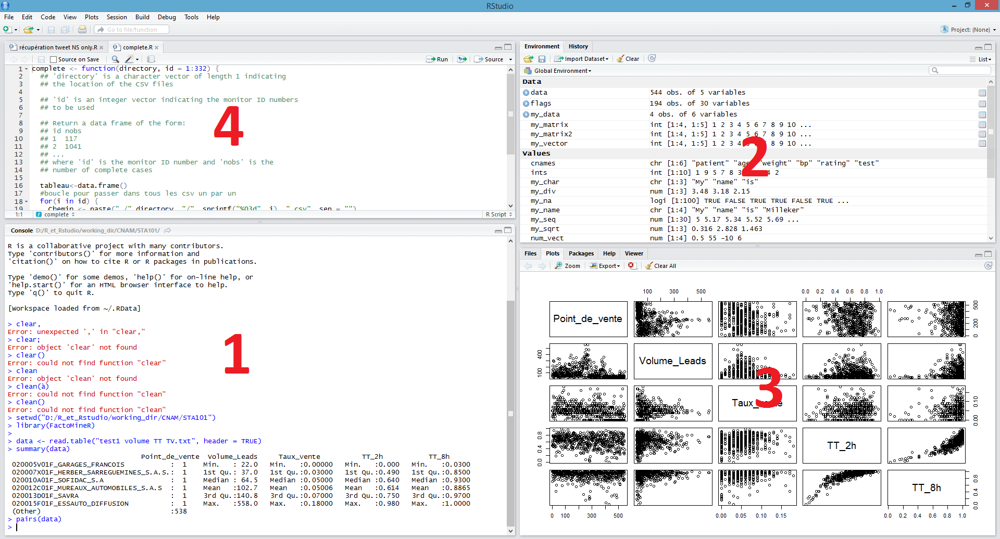 RStudio
File Edit Code View Plots Session Build Debug Tools Help
Go to file/function
Project: (None)
récupération tweet NS only.R
complete.R
Source on Save
Run
Source
1 complete <- function(directory, id = 1:332) {
2 ## 'directory' is a character vector of length 1 indicating
3 ## the location of the CSV files
4
5 ## 'id' is an integer vector indicating the monitor ID numbers
6 ## to be used
7
8 ## Return a data frame of the form:
9 ## id nobs
10 ## 1 117
11 ## 2 1041
12 ## ...
13 ## where 'id' is the monitor ID number and 'nobs' is the
14 ## number of complete cases
15
16 tableau<-data.frame()
17 #boucle pour passer dans tous les csv un par un
18 for(i in id) {
19 Chemin <- paste("./",directory, "/", sprintf("%03d", i), ".csv", sep = "")
4
1:1 complete R Script
Console D:/R_et_Rstudio/working_dir/CNAM/STA101/
R is a collaborative project with many contributors.
Type 'contributors()' for more information and
'citation()' on how to cite R or R packages in publications.
Type 'demo()' for some demos, 'help()' for on-line help, or
'help.start()' for an HTML browser interface to help.
Type 'q()' to quit R.
[Workspace loaded from ~/.RData]
> clear,
Error: unexpected ',' in "clear,"
> clear;
Error: object 'clear' not found
> clear()
Error: could not find function "clear"
> clean
Error: object 'clean' not found
> clean(à)
Error: could not find function "clean"
> clean()
Error: could not find function "clean"
> setwd("D:/R_et_Rstudio/working_dir/CNAM/STA101")
> library(FactoMineR)
>
> data <- read.table("test1 volume TT TV.txt", header = TRUE)
> summary(data)
Point_de_vente Volume_Leads Taux_vente TT_2h TT_8h
020005V01F_GARAGES_FRANCOIS : 1 Min. : 22.0 Min. :0.00000 Min. :0.000 Min. :0.0300
020007X01F_HERBER_SARREGUEMINES_S.A.S.: 1 1st Qu.: 37.0 1st Qu.:0.03000 1st Qu.:0.490 1st Qu.:0.8500
020010A01F_SOFIDAC_S.A : 1 Median : 64.5 Median :0.05000 Median :0.640 Median :0.9300
020012C01F_MUREAUX_AUTOMOBILES_S.A.S : 1 Mean :102.7 Mean :0.05006 Mean :0.614 Mean :0.8865
020013D01F_SAVRA : 1 3rd Qu.:140.8 3rd Qu.:0.07000 3rd Qu.:0.750 3rd Qu.:0.9700
020015F01F_ESSAUTO_DIFFUSION : 1 Max. :558.0 Max. :0.18000 Max. :0.980 Max. :1.0000
(Other) :538
> pairs(data)
>
1
Environment History
Import Dataset Clear List
Global Environment
Data
data 544 obs. of 5 variables
flags 194 obs. of 30 variables
my_data 4 obs. of 6 variables
my_matrix int [1:4, 1:5] 1 2 3 4 5 6 7 8 9 10 ...
my_matrix2 int [1:4, 1:5] 1 2 3 4 5 6 7 8 9 10 ...
my_vector int [1:4, 1:5] 1 2 3 4 5 6 7 8 9 10 ...
Values
cnames chr [1:6] "patient" "age" "weight" "bp" "rating" "test"
ints int [1:10] 1 9 5 7 8 3 4 2
my_char chr [1:3] "My" "name" "is"
my_div num [1:3] 3.48 3.18 2.15
my_na logi [1:100] TRUE FALSE TRUE TRUE FALSE TRUE ...
my_name chr [1:4] "My" "name" "is" "Milleker"
my_seq num [1:30] 5 5.17 5.34 5.52 5.69 ...
my_sqrt num [1:3] 0.316 2.828 1.463
num_vect num [1:4] 0.5 55 -10 6
2
Files Plots Packages Help Viewer
Zoom Export Clear All
100 300 500 0.0 0.2 0.4 0.6 0.8 1.0
Point_de_vente
0 200 500
100 400
Volume_Leads
Taux_vente
0.00 0.10
3
0.0 0.4 0.8
TT_2h
TT_8h
0.0 0.4 0.8
0 100 300 500 0.00 0.05 0.10 0.15 0.0 0.2 0.4 0.6 0.8 1.0